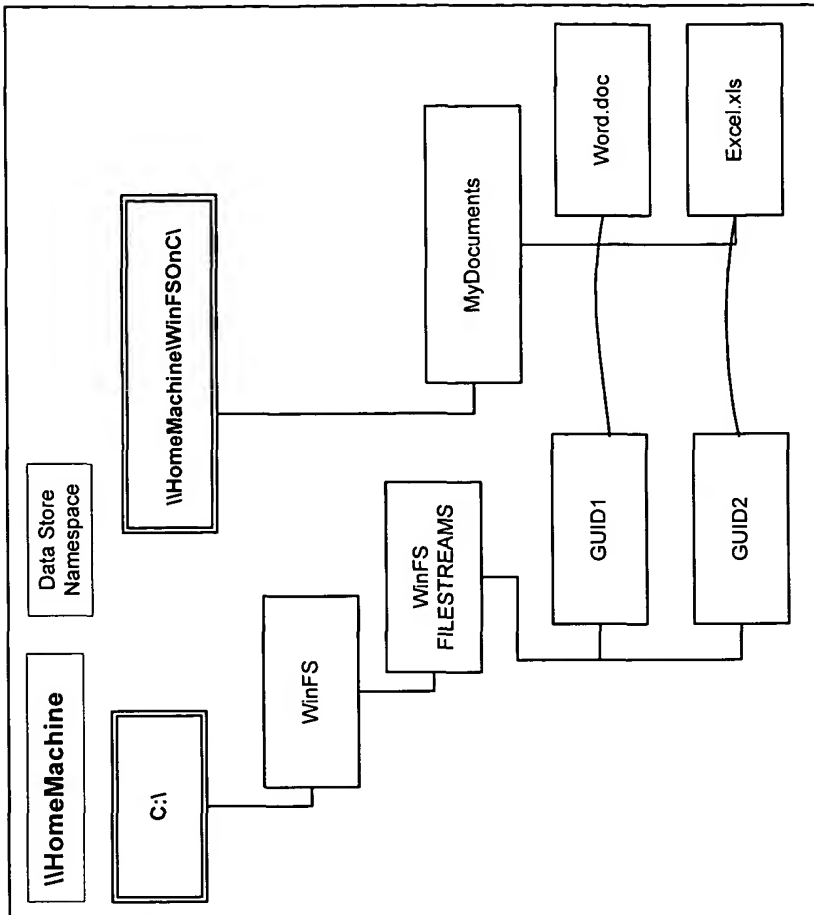 \\HomeMachine
Data Store
Namespace
C:\
\\HomeMachine\WinFSOnC\
WinFS
WinFS
FILESTREAMS
MyDocuments
GUID1
Word.doc
GUID2
Excel.xls